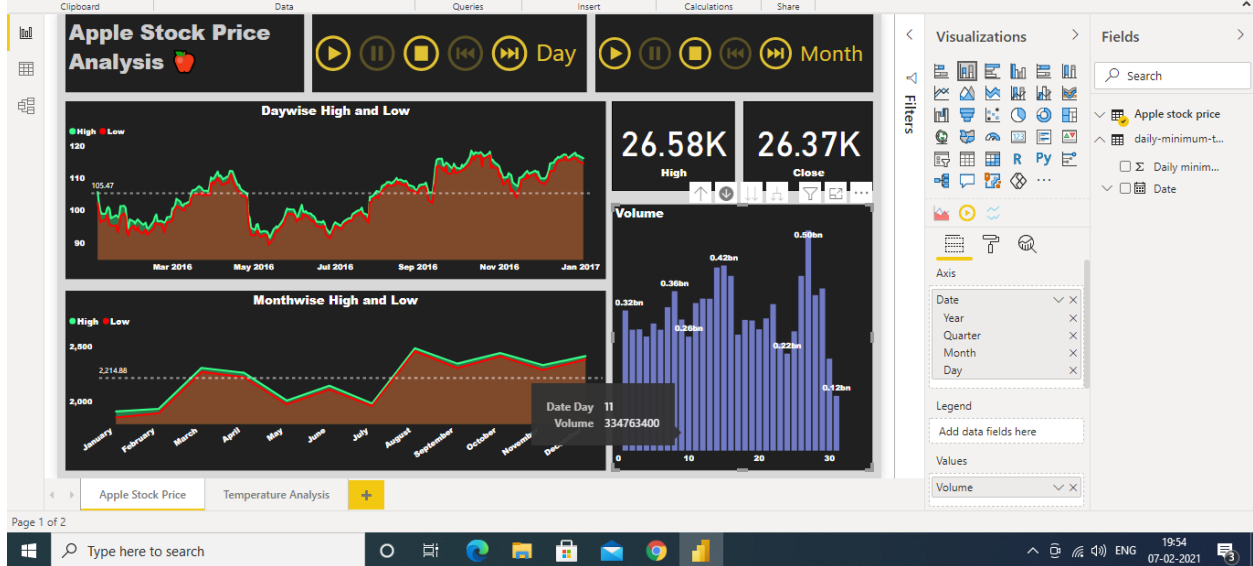 Clipboard
Data
Queries
Insert
Calculations
Share
Apple Stock Price
Analysis
Day
Month
Daywise High and Low
High Low
120
110
105.47
100
90
Mar 2016 May 2016 Jul 2016 Sep 2016 Nov 2016 Jan 2017
26.58K
High
26.37K
Close
Volume
0.50bn
0.42bn
0.36bn
0.32bn
0.26bn
0.22bn
0.12bn
0 10 20 30
Monthwise High and Low
High Low
2,500
2,214.88
2,000
January February March April May June July August September October November
Date Day 11
Volume 334763400
Filters
Visualizations
123
R Py
Axis
Date
Year
Quarter
Month
Day
Legend
Add data fields here
Values
Volume
Fields
Search
Apple stock price
daily-minimum-t...
Σ Daily minim...
Date
Apple Stock Price
Temperature Analysis
+
Page 1 of 2
Type here to search
ENG
19:54
07-02-2021
3